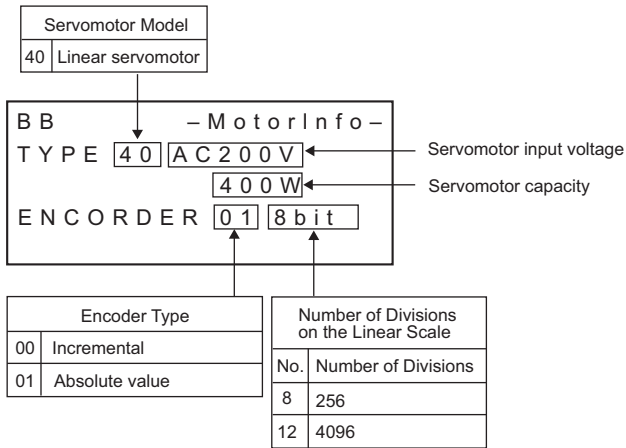 Servomotor Model
40 Linear servomotor
BB –MotorInfo–
TYPE 40 AC200V
Servomotor input voltage
400W
Servomotor capacity
ENCORDER 01 8bit
Encoder Type
00 Incremental
01 Absolute value
Number of Divisions
on the Linear Scale
No. Number of Divisions
8 256
12 4096